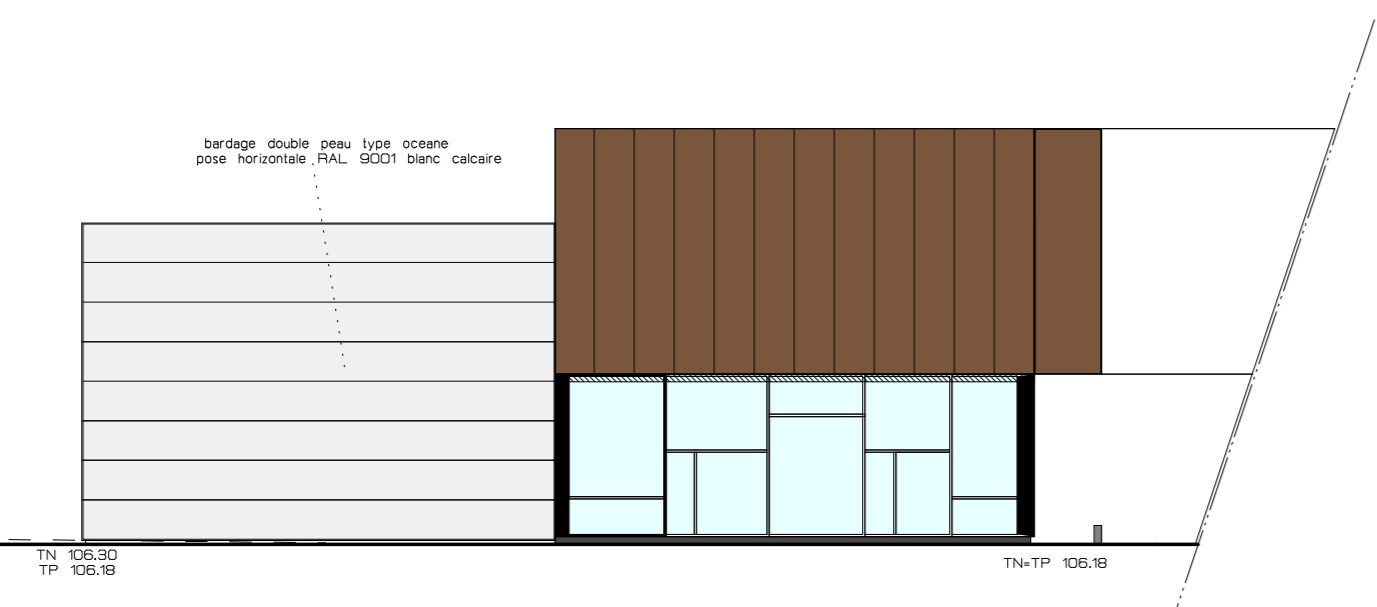 bardage double peau type oceane
pose horizontale RAL 9001 blanc calcaire
TN 106.30
TP 106.18
TN=TP 106.18